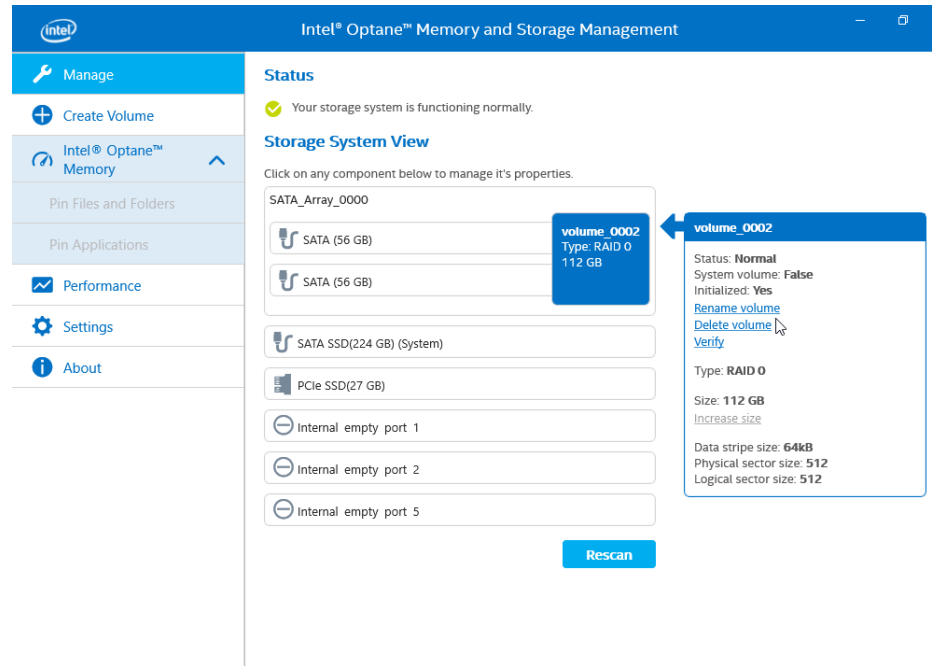 intel
Intel® Optane™ Memory and Storage Management
Manage
Create Volume
Intel® Optane™
Memory
Pin Files and Folders
Pin Applications
Performance
Settings
About
Status
Your storage system is functioning normally.
Storage System View
Click on any component below to manage it's properties.
SATA_Array_0000
SATA (56 GB)
SATA (56 GB)
volume_0002
Type: RAID 0
112 GB
SATA SSD(224 GB) (System)
PCIe SSD(27 GB)
Internal empty port 1
Internal empty port 2
Internal empty port 5
Rescan
volume_0002
Status: Normal
System volume: False
Initialized: Yes
Rename volume
Delete volume
Verify
Type: RAID 0
Size: 112 GB
Increase size
Data stripe size: 64kB
Physical sector size: 512
Logical sector size: 512